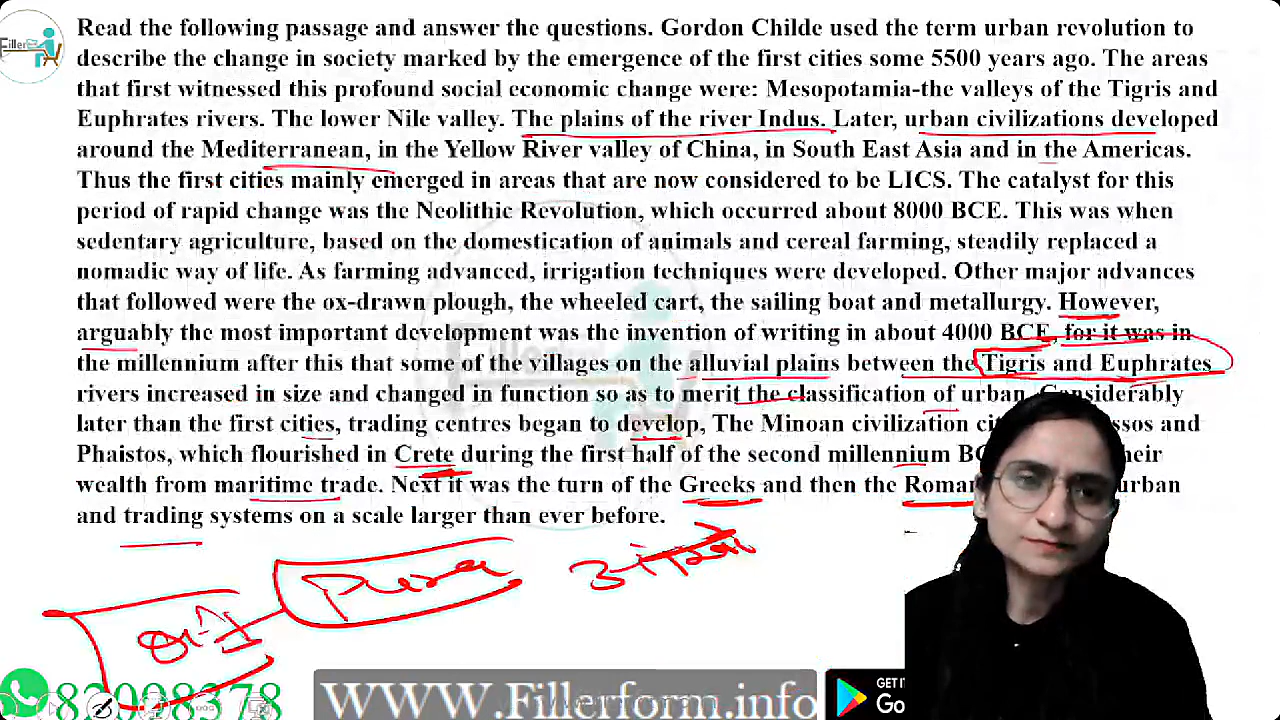 Filler
Read the following passage and answer the questions. Gordon Childe used the term urban revolution to
describe the change in society marked by the emergence of the first cities some 5500 years ago. The areas
that first witnessed this profound social economic change were: Mesopotamia-the valleys of the Tigris and
Euphrates rivers. The lower Nile valley. The plains of the river Indus. Later, urban civilizations developed
around the Mediterranean, in the Yellow River valley of China, in South East Asia and in the Americas.
Thus the first cities mainly emerged in areas that are now considered to be LICS. The catalyst for this
period of rapid change was the Neolithic Revolution, which occurred about 8000 BCE. This was when
sedentary agriculture, based on the domestication of animals and cereal farming, steadily replaced a
nomadic way of life. As farming advanced, irrigation techniques were developed. Other major advances
that followed were the ox-drawn plough, the wheeled cart, the sailing boat and metallurgy. However,
arguably the most important development was the invention of writing in about 4000 BCE, for it was in
the millennium after this that some of the villages on the alluvial plains between the Tigris and Euphrates
rivers increased in size and changed in function so as to merit the classification of urban. Considerably
later than the first cities, trading centres began to develop, The Minoan civilization and
Phaistos, which flourished in Crete during the first half of the second millennium
wealth from maritime trade. Next it was the turn of the Greeks and then the urban
and trading systems on a scale larger than ever before.
WWW.Fillerform.info
GET
Go